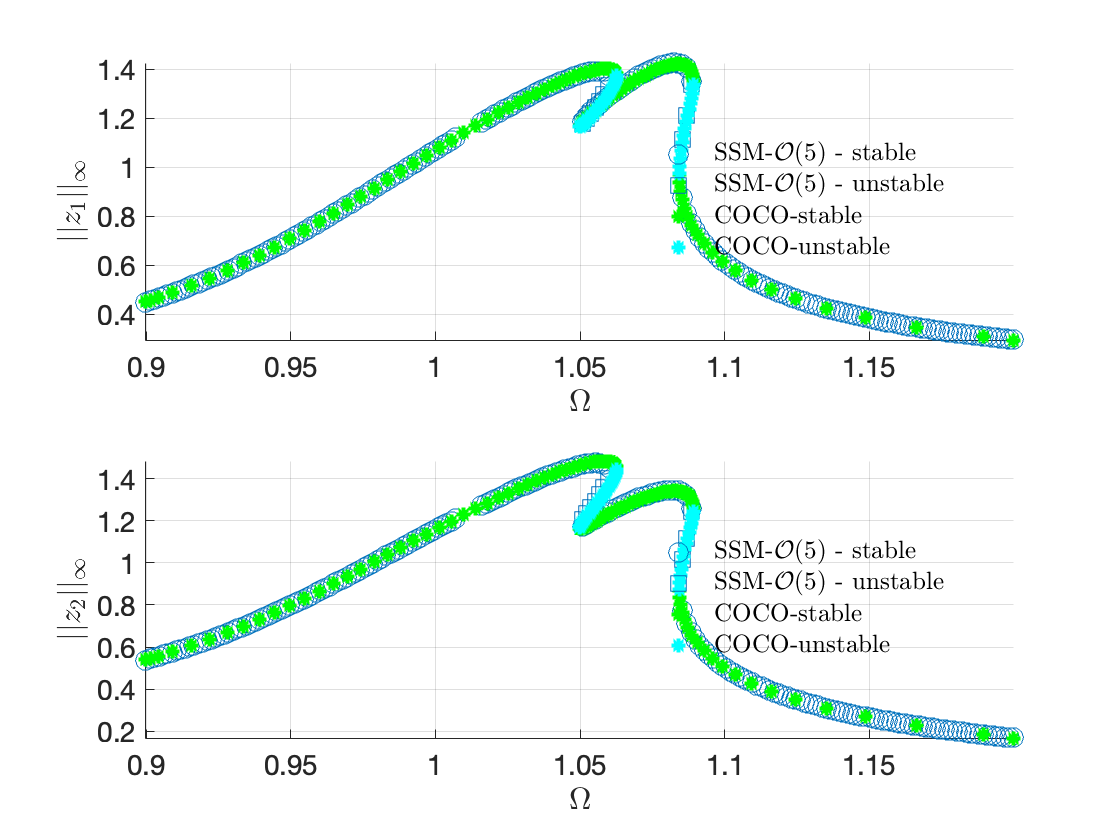 1.4
1.2
1
0.8
0.6
0.4
||z₁||∞
0.9 0.95 1 1.05 1.1 1.15
Ω
SSM-𝒪(5) - stable
SSM-𝒪(5) - unstable
COCO-stable
COCO-unstable
1.4
1.2
1
0.8
0.6
0.4
0.2
||z₂||∞
0.9 0.95 1 1.05 1.1 1.15
Ω
SSM-𝒪(5) - stable
SSM-𝒪(5) - unstable
COCO-stable
COCO-unstable